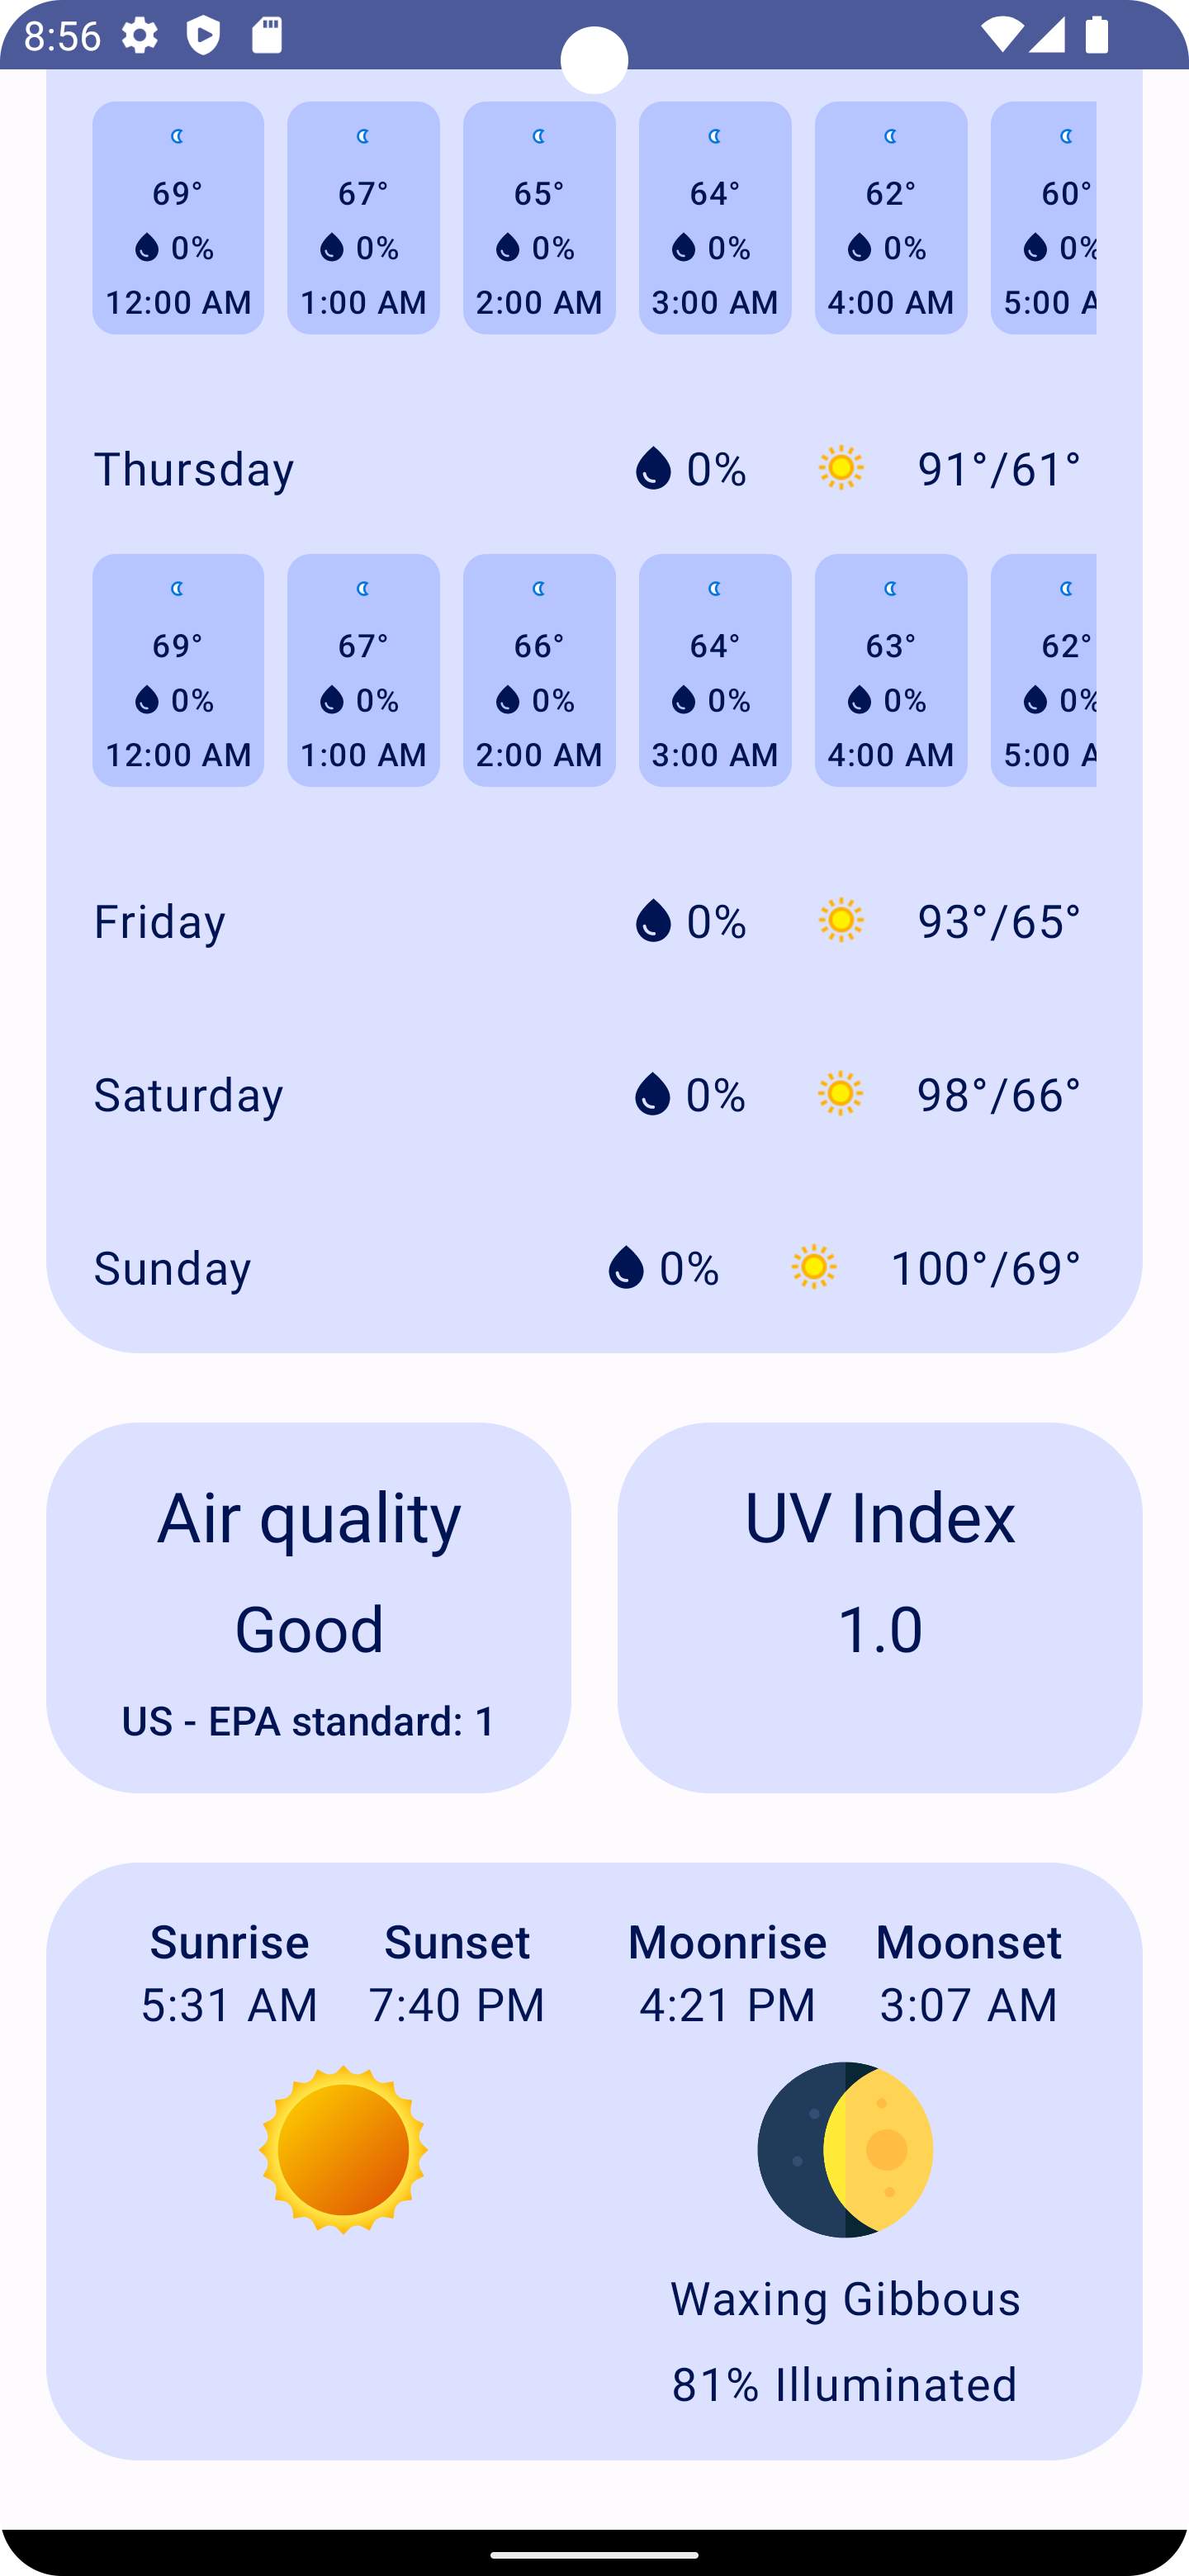 8:56
69° 67° 65° 64° 62° 60°
0% 0% 0% 0% 0% 0%
12:00 AM 1:00 AM 2:00 AM 3:00 AM 4:00 AM 5:00 A
Thursday 0% 91°/61°
69° 67° 66° 64° 63° 62°
0% 0% 0% 0% 0% 0%
12:00 AM 1:00 AM 2:00 AM 3:00 AM 4:00 AM 5:00 A
Friday 0% 93°/65°
Saturday 0% 98°/66°
Sunday 0% 100°/69°
Air quality
Good
US - EPA standard: 1
UV Index
1.0
Sunrise Sunset Moonrise Moonset
5:31 AM 7:40 PM 4:21 PM 3:07 AM
Waxing Gibbous
81% Illuminated